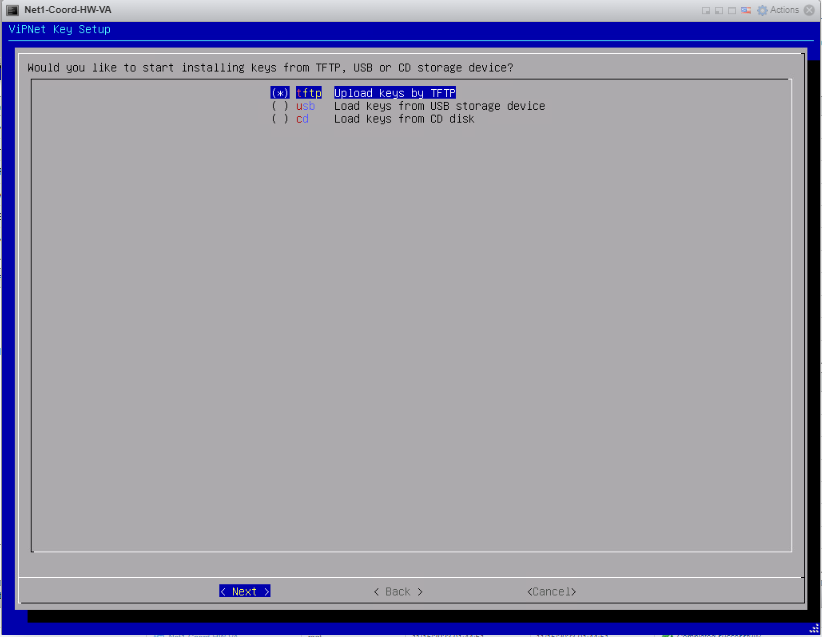 Net1-Coord-HW-VA
Actions
ViPNet Key Setup
Would you like to start installing keys from TFTP, USB or CD storage device?
(*) tftp Upload keys by TFTP
( ) usb Load keys from USB storage device
( ) cd Load keys from CD disk
< Next > < Back > <Cancel>